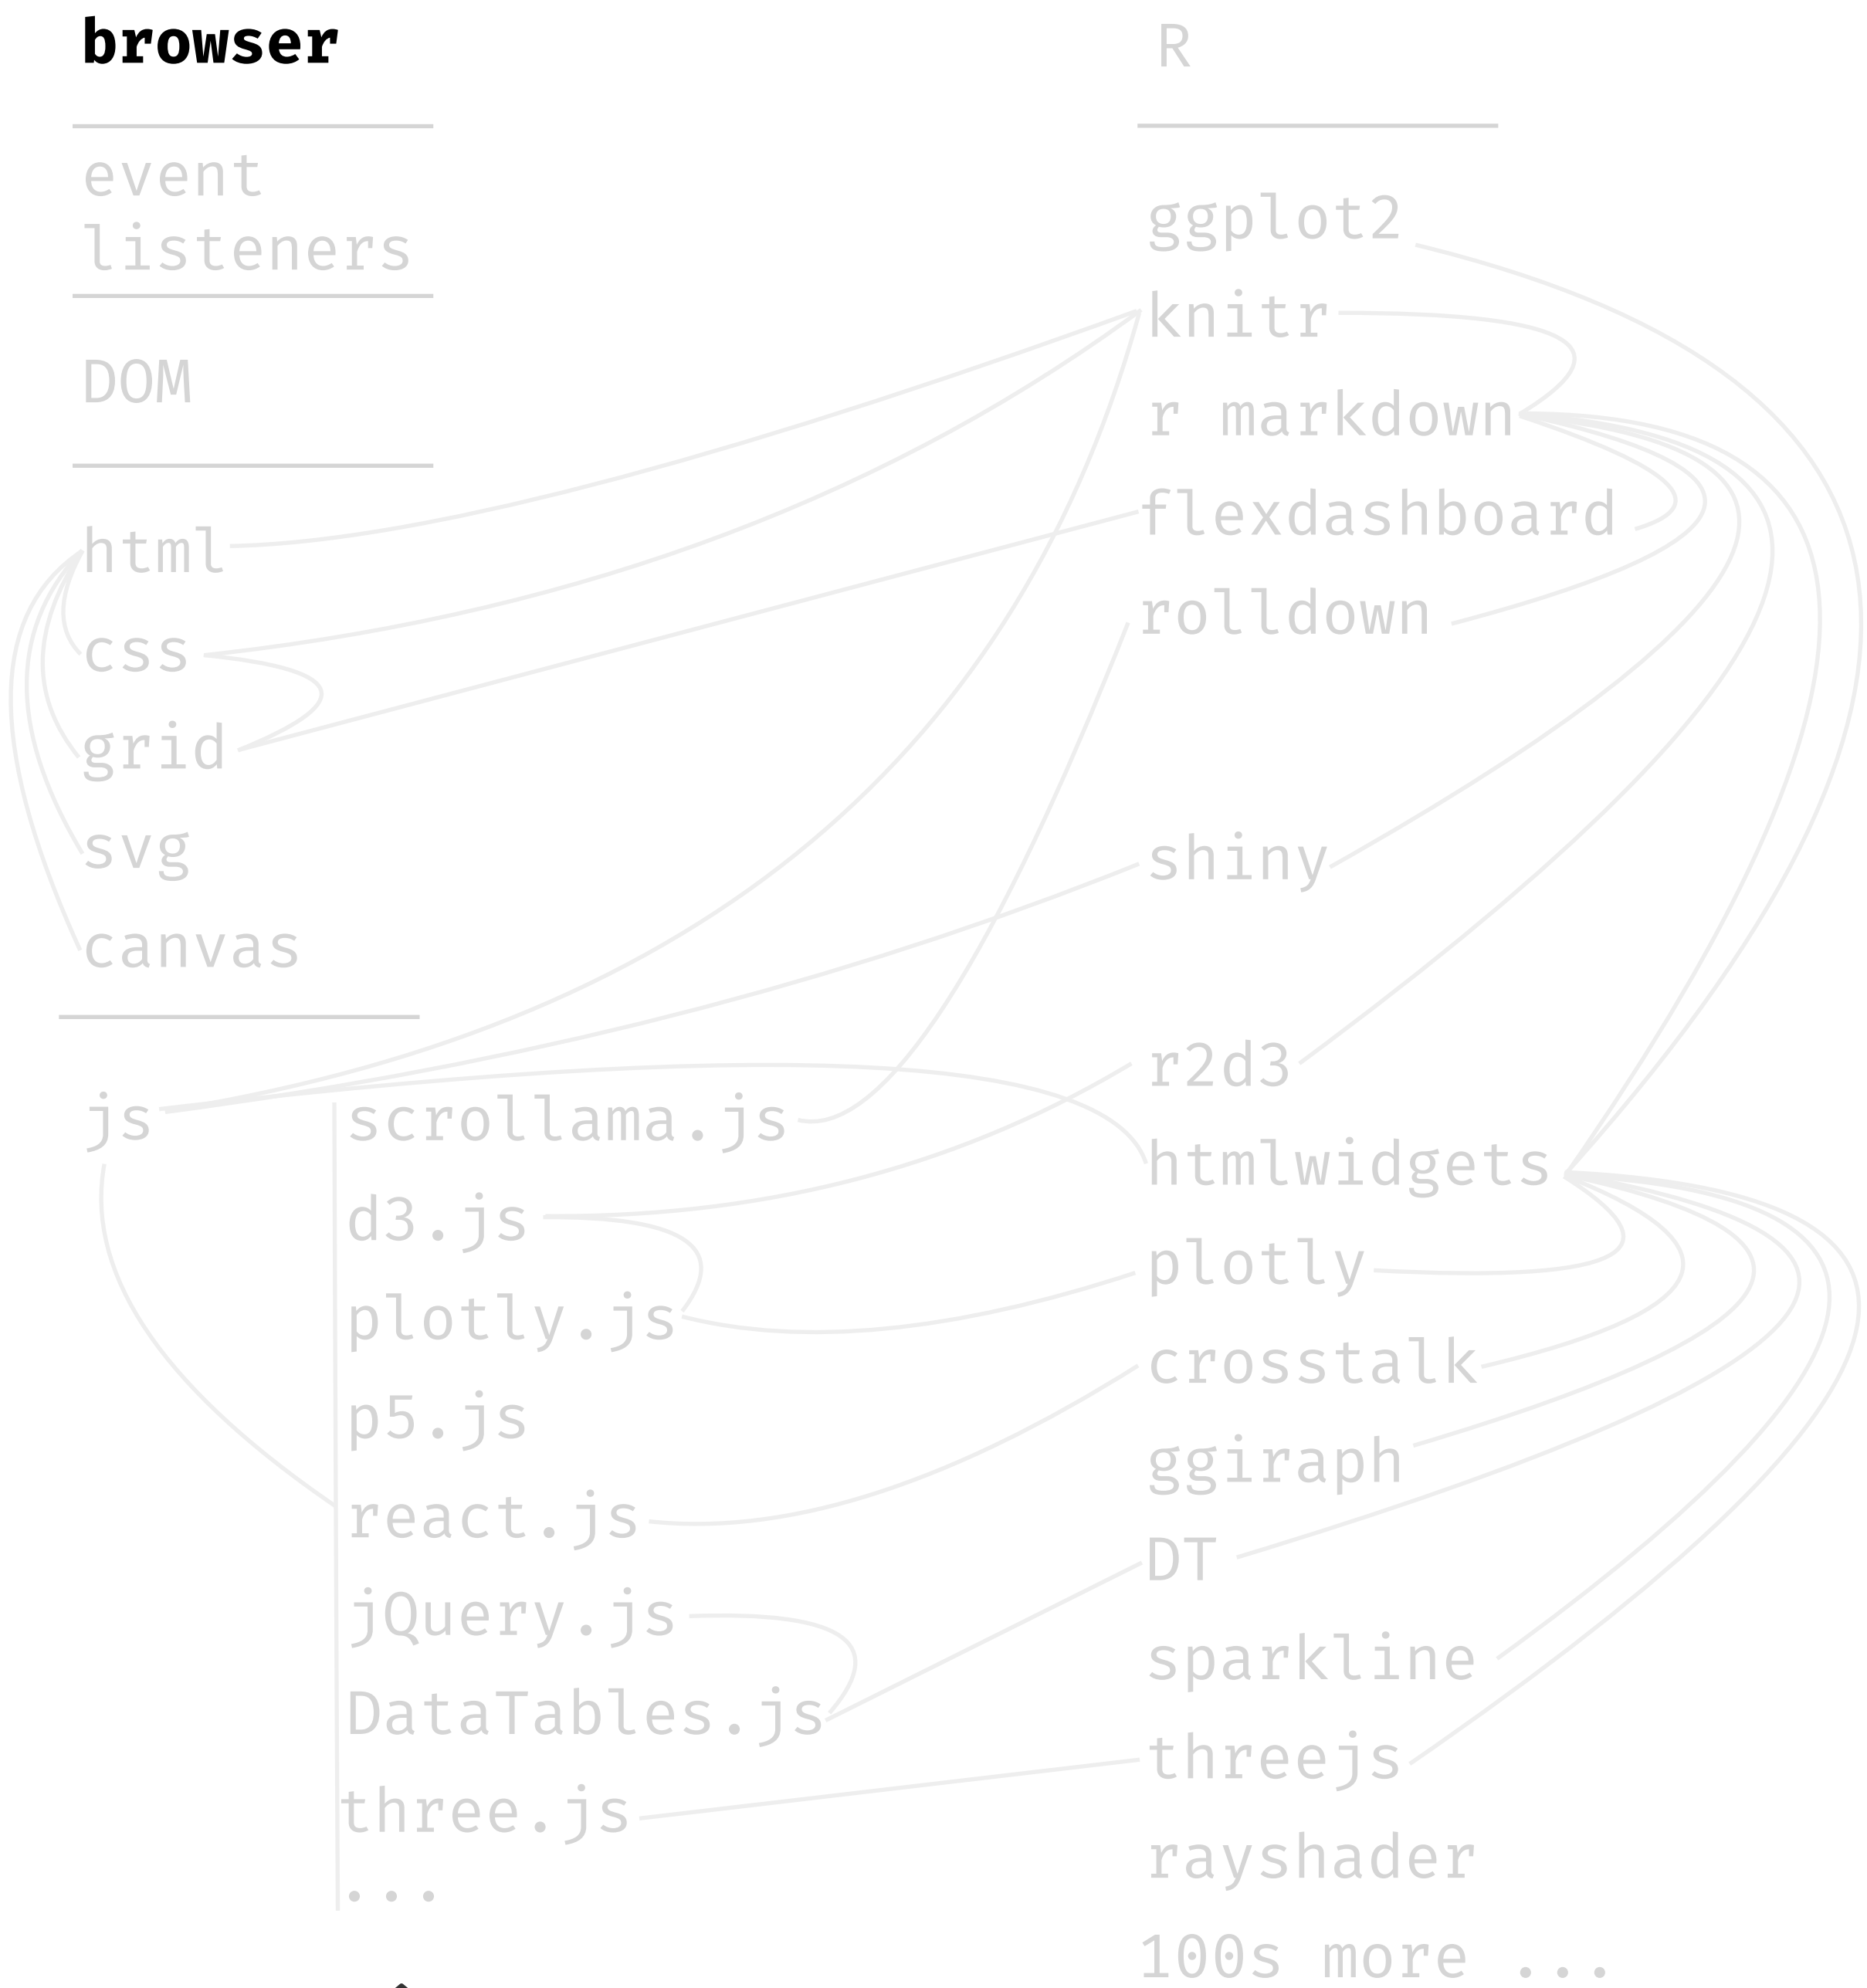 browser
event
listeners
DOM
html
css
grid
svg
canvas
js
scrollama.js
d3.js
plotly.js
p5.js
react.js
jQuery.js
DataTables.js
three.js
...
R
ggplot2
knitr
r markdown
flexdashboard
rolldown
shiny
r2d3
htmlwidgets
plotly
crosstalk
ggiraph
DT
sparkline
threejs
rayshader
100s more ...